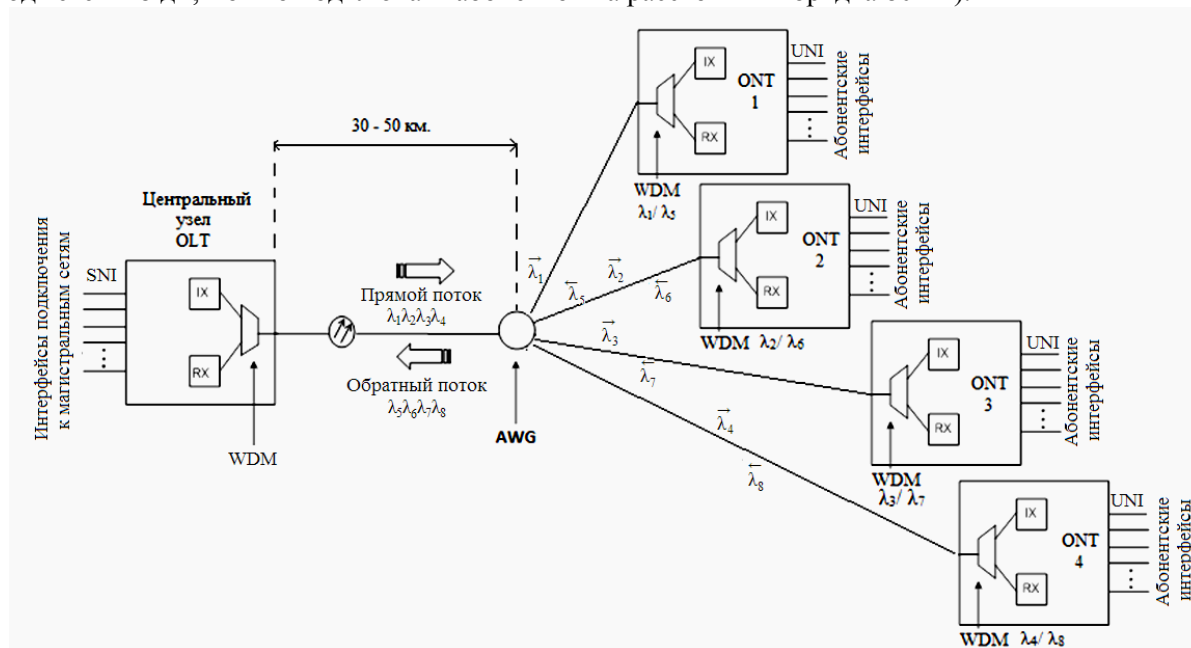 IX
UNI
ONT
1
RX
Абонентские
интерфейсы
30 - 50 км.
WDM
λ₁/ λ₅
UNI
IX
ONT
2
RX
Абонентские
интерфейсы
WDM λ₂/ λ₆
Центральный
узел
OLT
Интерфейсы подключения
к магистральным сетям
SNI
IX
RX
WDM
Прямой поток
λ₁λ₂λ₃λ₄
Обратный поток
λ₅λ₆λ₇λ₈
AWG
→λ₁
←λ₅
→λ₂
←λ₆
→λ₃
←λ₇
→λ₄
←λ₈
UNI
IX
ONT
3
RX
Абонентские
интерфейсы
WDM
λ₃/ λ₇
UNI
IX
ONT
4
RX
Абонентские
интерфейсы
WDM λ₄/ λ₈